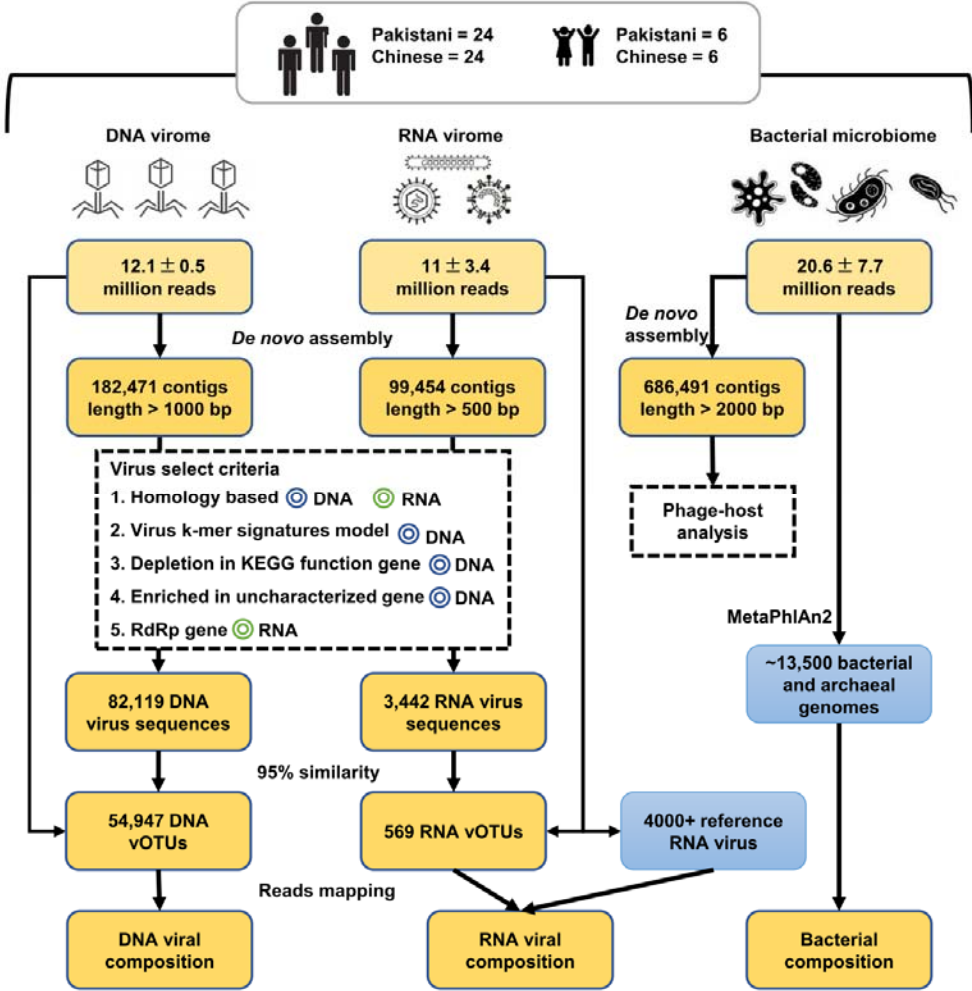 Pakistani = 24
Chinese = 24
Pakistani = 6
Chinese = 6
DNA virome
RNA virome
Bacterial microbiome
12.1 ± 0.5
million reads
11 ± 3.4
million reads
20.6 ± 7.7
million reads
De novo assembly
De novo
assembly
182,471 contigs
length > 1000 bp
99,454 contigs
length > 500 bp
686,491 contigs
length > 2000 bp
Virus select criteria
1. Homology based DNA RNA
2. Virus k-mer signatures model DNA
3. Depletion in KEGG function gene DNA
4. Enriched in uncharacterized gene DNA
5. RdRp gene RNA
Phage-host
analysis
MetaPhlAn2
82,119 DNA
virus sequences
3,442 RNA virus
sequences
~13,500 bacterial
and archaeal
genomes
95% similarity
54,947 DNA
vOTUs
569 RNA vOTUs
4000+ reference
RNA virus
Reads mapping
DNA viral
composition
RNA viral
composition
Bacterial
composition